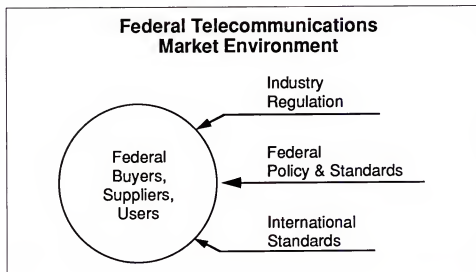 Federal Telecommunications
Market Environment
Industry
Regulation
Federal
Buyers,
Suppliers,
Users
Federal
Policy & Standards
International
Standards